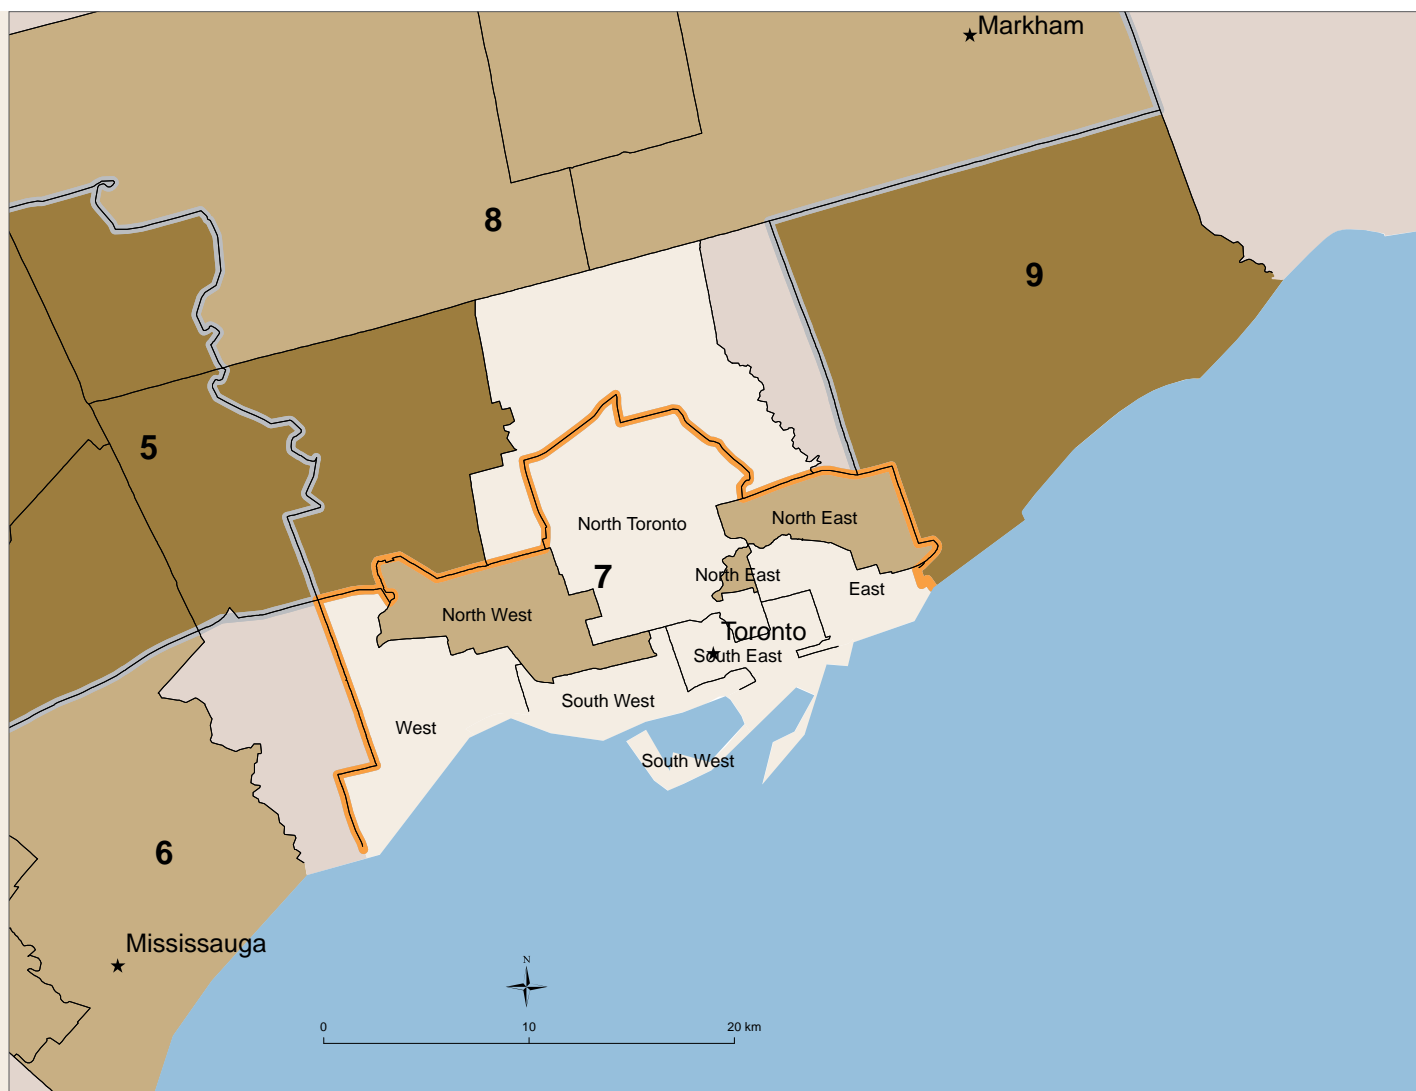 Markham
8
9
5
North Toronto
North East
7
North East
East
North West
Toronto
South East
South West
West
South West
6
Mississauga
N
0 10 20 km